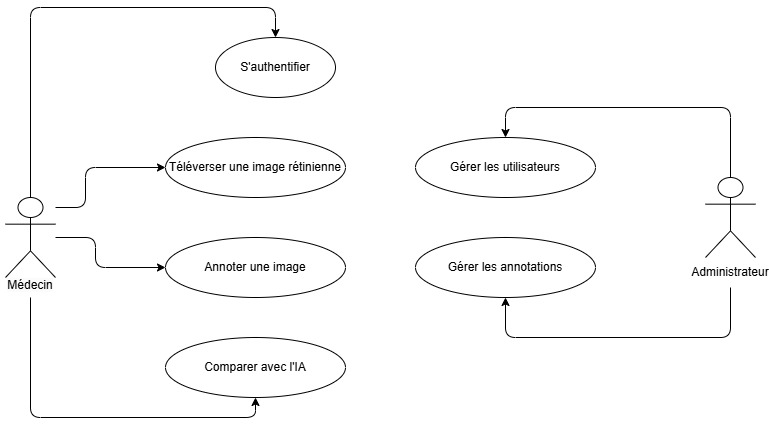 S'authentifier
Téléverser une image rétinienne
Gérer les utilisateurs
Annoter une image
Gérer les annotations
Médecin
Administrateur
Comparer avec l'IA